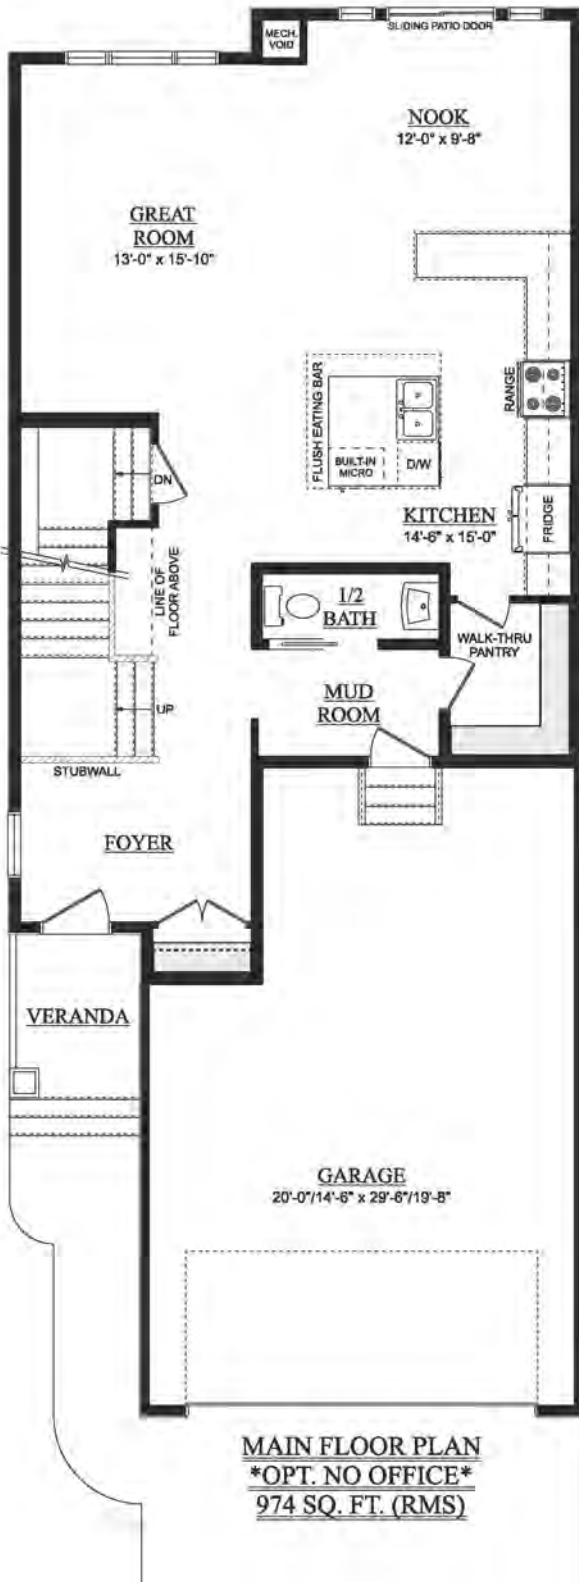 MECH.
VOID
SLIDING PATIO DOOR
NOOK
12'-0" x 9'-8"
GREAT
ROOM
13'-0" x 15'-10"
FLUSH EATING BAR
RANGE
BUILT-IN
MICRO
D/W
DN
KITCHEN
14'-6" x 15'-0"
FRIDGE
LINE OF
FLOOR ABOVE
1/2
BATH
WALK-THRU
PANTRY
MUD
ROOM
UP
STUBWALL
FOYER
VERANDA
GARAGE
20'-0"/14'-6" x 29'-6"/19'-8"
MAIN FLOOR PLAN
*OPT. NO OFFICE*
974 SQ. FT. (RMS)